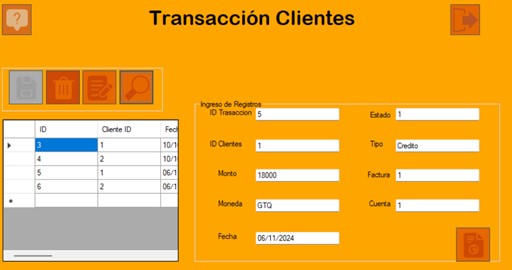 Transacción Clientes
Ingreso de Registros
ID Trasaccion 5 Estado 1
ID Clientes 1 Tipo Credito
Monto 18000 Factura 1
Moneda GTQ Cuenta 1
Fecha 06/11/2024
ID Cliente ID Fech
3 1 10/1
4 2 10/1
5 1 06/1
6 2 06/1